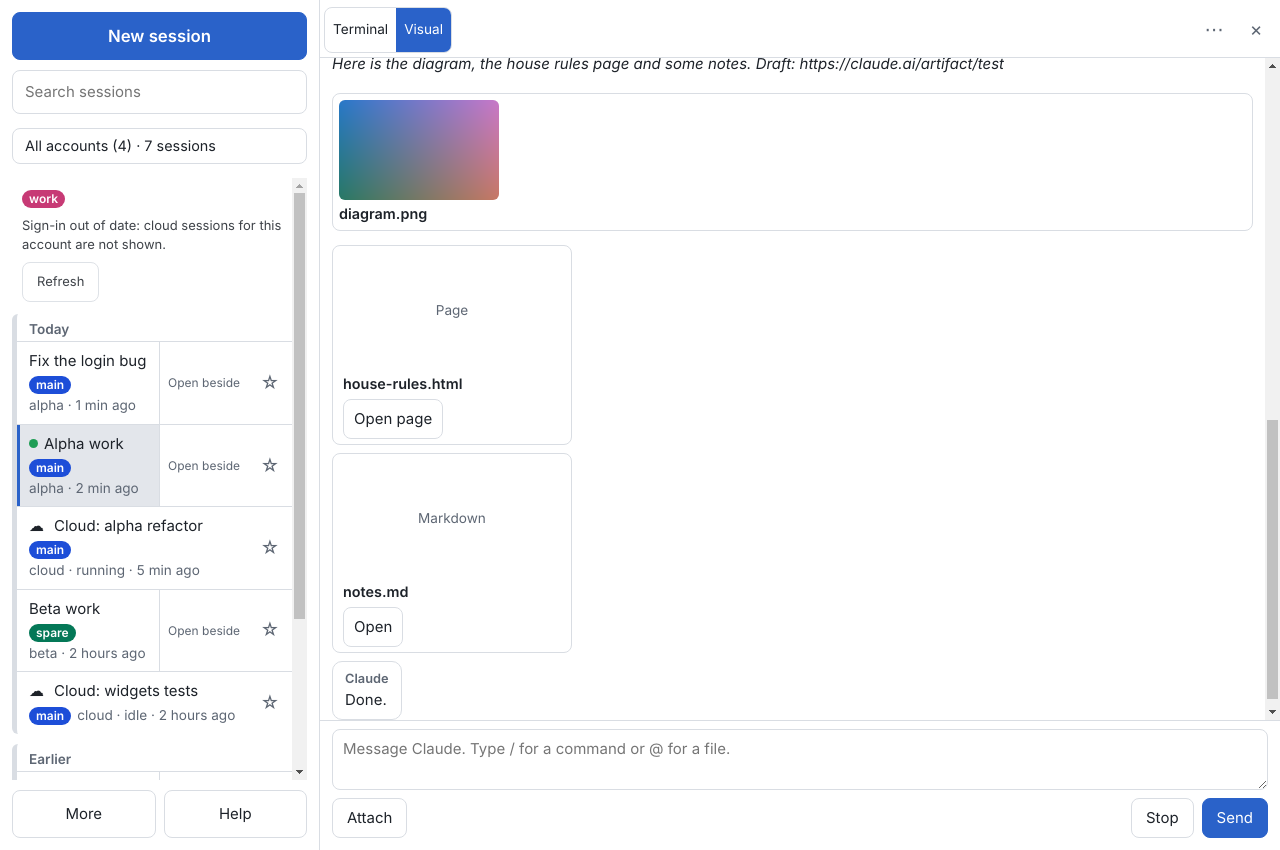 New session
Search sessions
All accounts (4) · 7 sessions
work
Sign-in out of date: cloud sessions for this
account are not shown.
Refresh
Today
Fix the login bug
main
alpha · 1 min ago
Open beside
Alpha work
main
alpha · 2 min ago
Open beside
Cloud: alpha refactor
main
cloud · running · 5 min ago
Beta work
spare
beta · 2 hours ago
Open beside
Cloud: widgets tests
main cloud · idle · 2 hours ago
Earlier
More
Help
Terminal
Visual
Here is the diagram, the house rules page and some notes. Draft: https://claude.ai/artifact/test
diagram.png
Page
house-rules.html
Open page
Markdown
notes.md
Open
Claude
Done.
Message Claude. Type / for a command or @ for a file.
Attach
Stop
Send